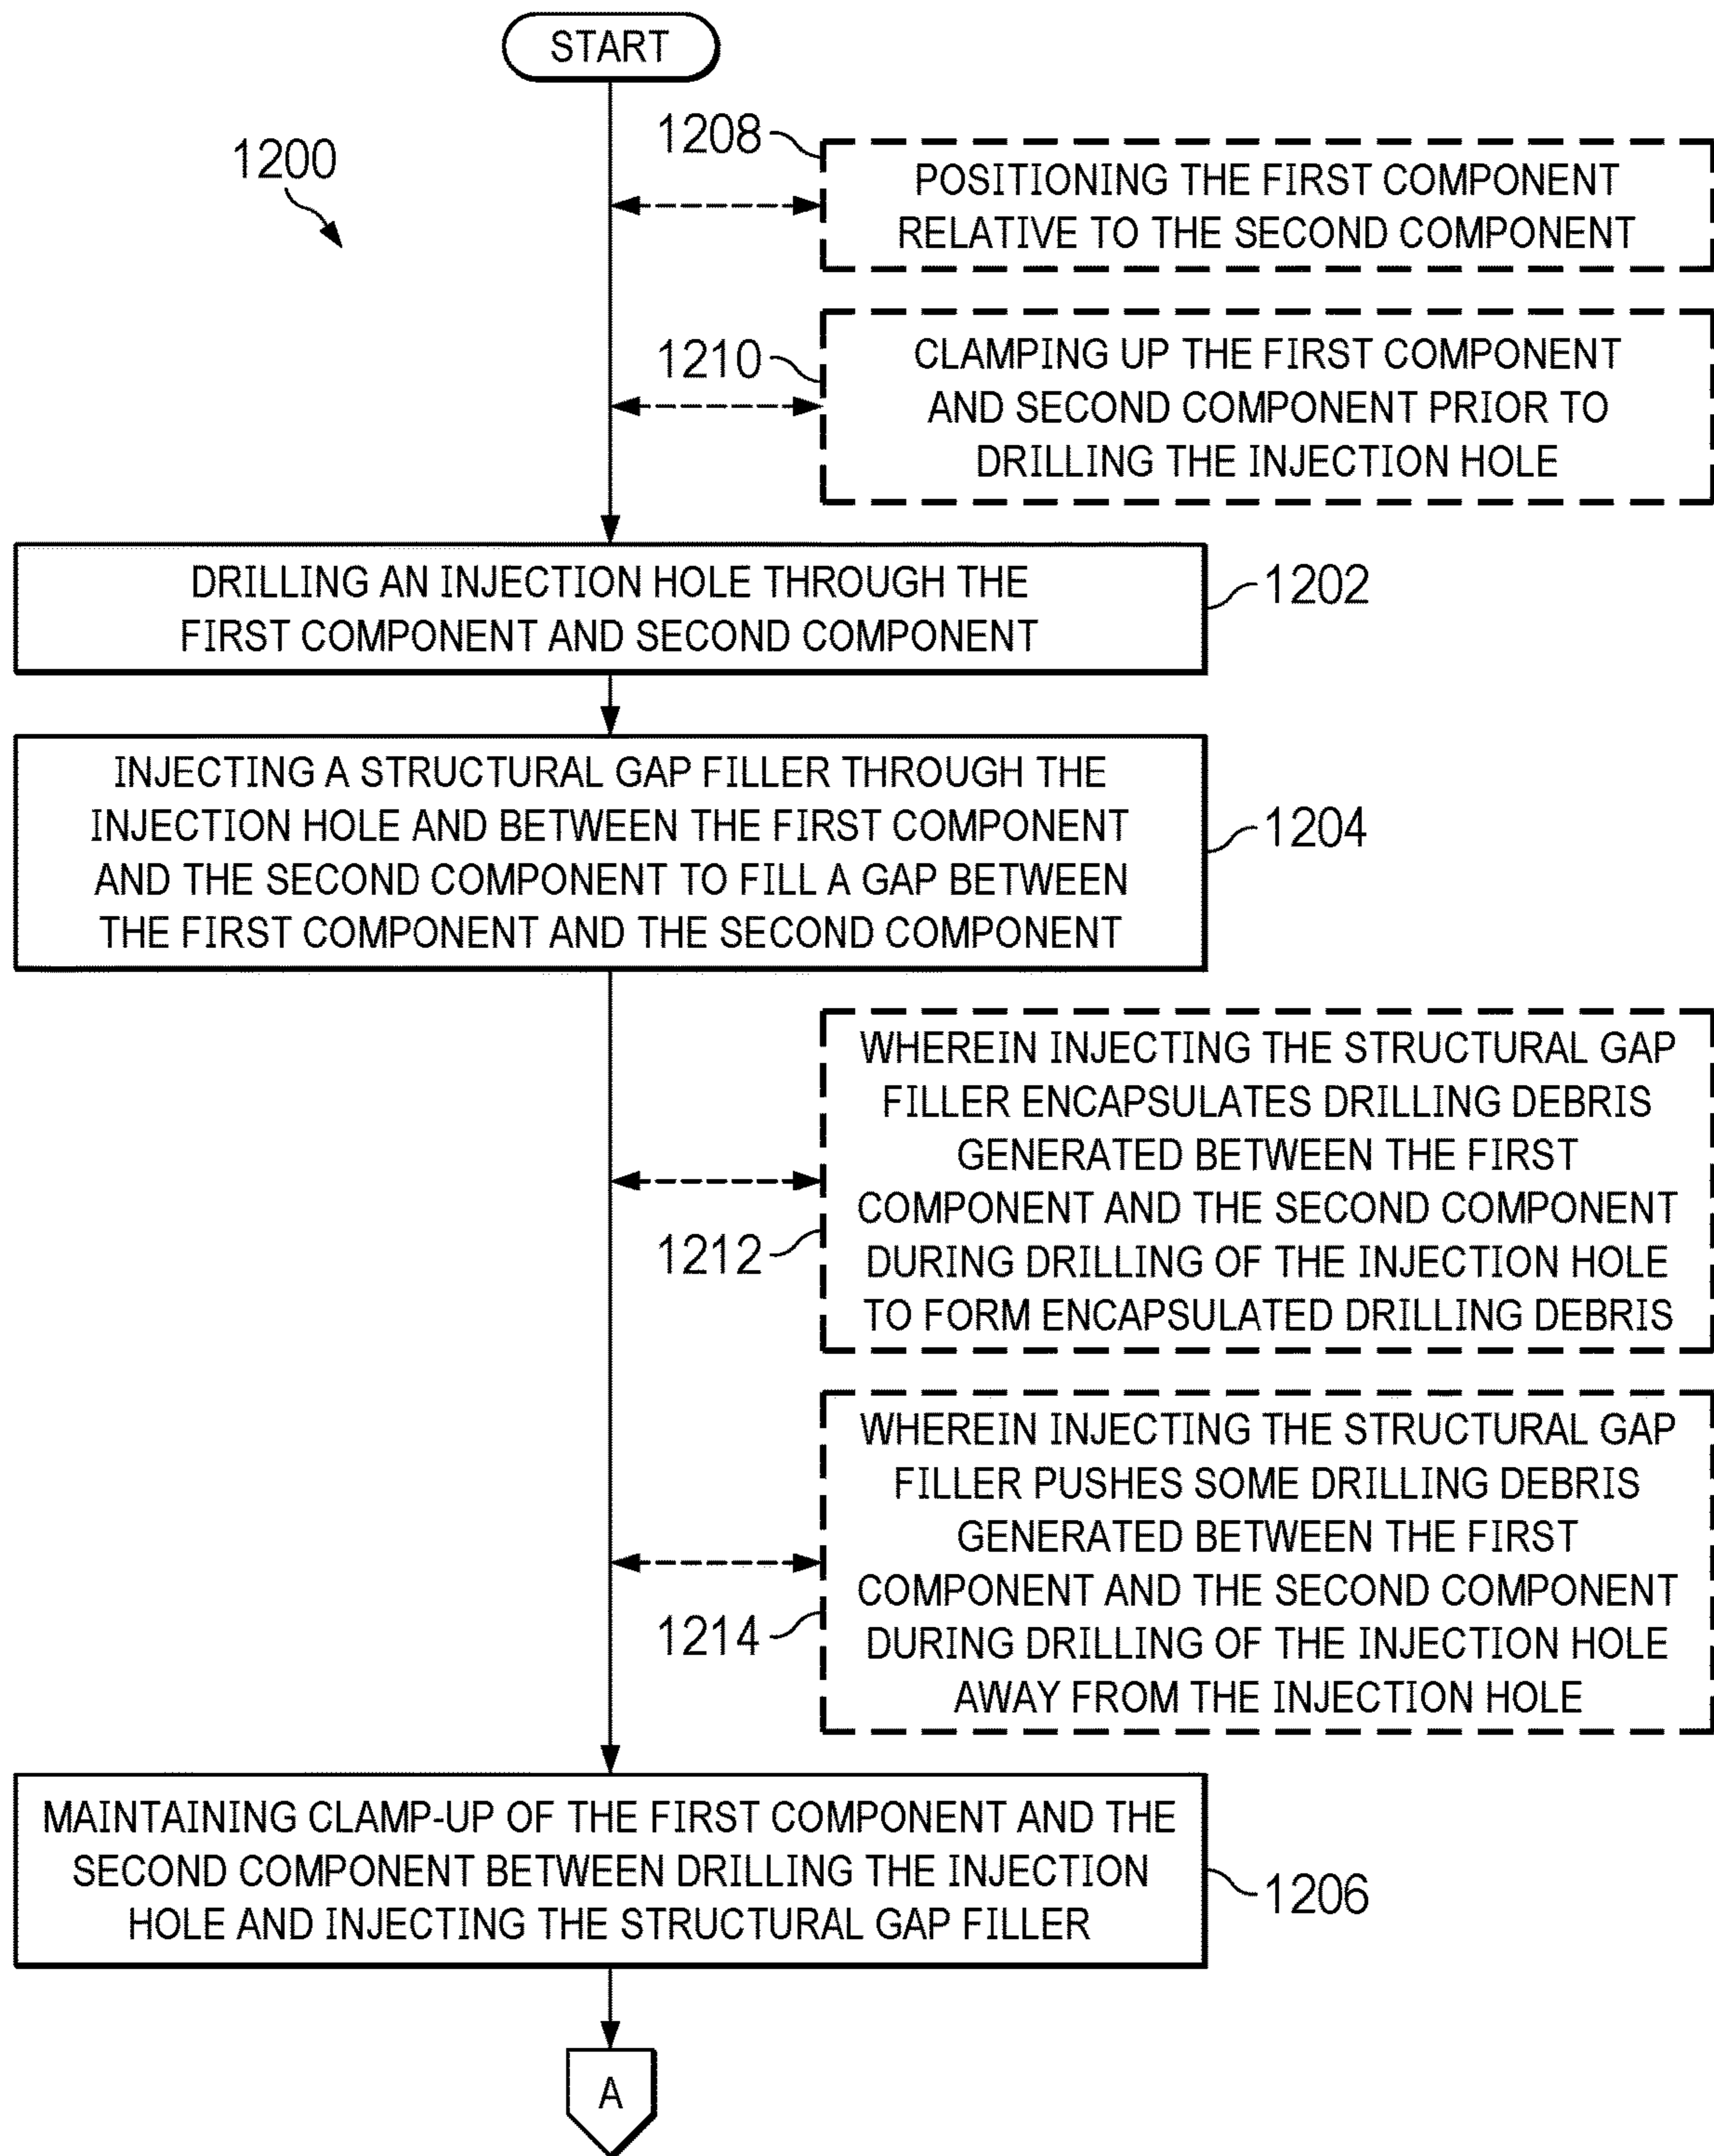 START
1200
1208
POSITIONING THE FIRST COMPONENT
RELATIVE TO THE SECOND COMPONENT
1210
CLAMPING UP THE FIRST COMPONENT
AND SECOND COMPONENT PRIOR TO
DRILLING THE INJECTION HOLE
DRILLING AN INJECTION HOLE THROUGH THE
FIRST COMPONENT AND SECOND COMPONENT
1202
INJECTING A STRUCTURAL GAP FILLER THROUGH THE
INJECTION HOLE AND BETWEEN THE FIRST COMPONENT
AND THE SECOND COMPONENT TO FILL A GAP BETWEEN
THE FIRST COMPONENT AND THE SECOND COMPONENT
1204
WHEREIN INJECTING THE STRUCTURAL GAP
FILLER ENCAPSULATES DRILLING DEBRIS
GENERATED BETWEEN THE FIRST
COMPONENT AND THE SECOND COMPONENT
DURING DRILLING OF THE INJECTION HOLE
TO FORM ENCAPSULATED DRILLING DEBRIS
1212
WHEREIN INJECTING THE STRUCTURAL GAP
FILLER PUSHES SOME DRILLING DEBRIS
GENERATED BETWEEN THE FIRST
COMPONENT AND THE SECOND COMPONENT
DURING DRILLING OF THE INJECTION HOLE
AWAY FROM THE INJECTION HOLE
1214
MAINTAINING CLAMP-UP OF THE FIRST COMPONENT AND THE
SECOND COMPONENT BETWEEN DRILLING THE INJECTION
HOLE AND INJECTING THE STRUCTURAL GAP FILLER
1206
A